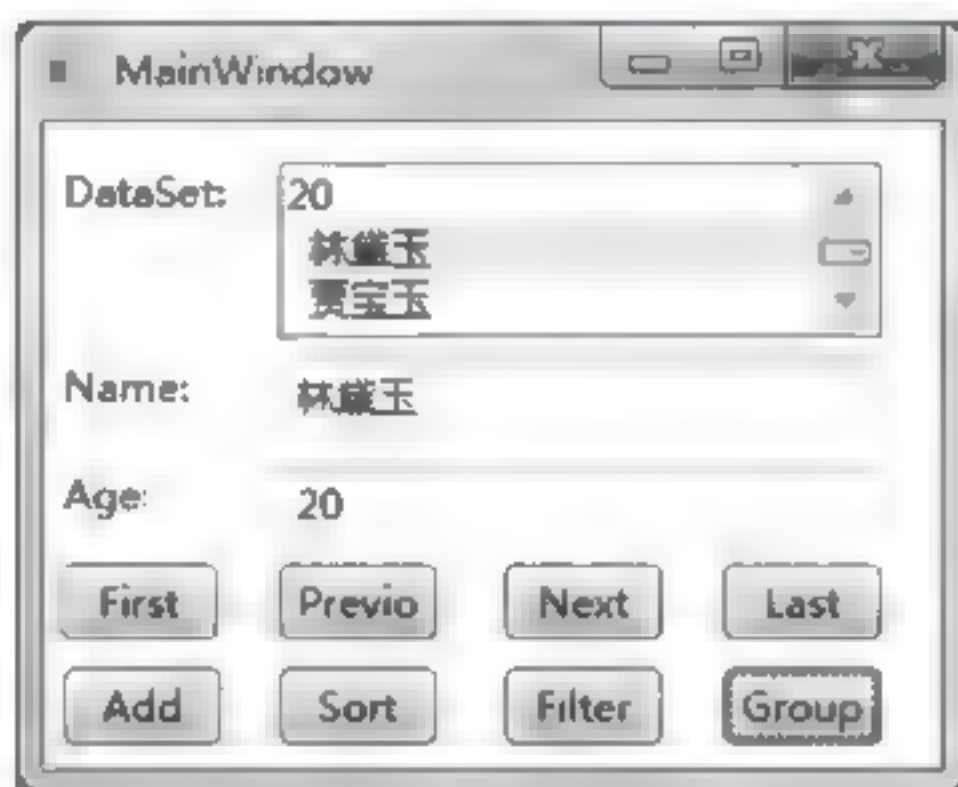 MainWindow
DataSet:
20
林黛玉
贾宝玉
Name:
林黛玉
Age:
20
First
Previo
Next
Last
Add
Sort
Filter
Group